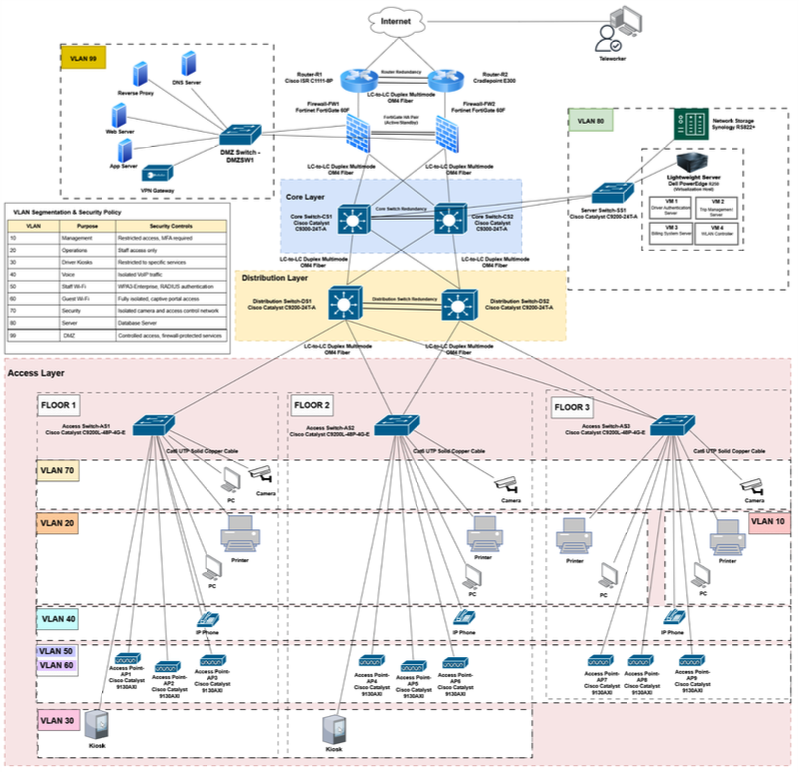 Internet
Teleworker
Router-R1
Cisco ISR C1111-8P
Router Redundancy
Router-R2
Cradlepoint E300
LC-to-LC Duplex Multimode
OM4 Fiber
Firewall-FW1
Fortinet FortiGate 60F
FortiGate HA Pair
(Active/Standby)
Firewall-FW2
Fortinet FortiGate 60F
VLAN 99
DNS Server
Reverse Proxy
Web Server
App Server
VPN Gateway
DMZ Switch -
DMZSW1
LC-to-LC Duplex Multimode
OM4 Fiber
LC-to-LC Duplex Multimode
OM4 Fiber
VLAN 80
Network Storage
Synology RS822+
Lightweight Server
Dell PowerEdge
(Virtualization Host)
VM 1
Driver Authentication
Server
VM 2
Trip Management
Server
VM 3
Billing System Server
VM 4
WLAN Controller
Server Switch-SS1
Cisco Catalyst C9200-24T-A
Core Layer
Core Switch-CS1
Cisco Catalyst
C9300-24T-A
Core Switch Redundancy
Core Switch-CS2
Cisco Catalyst
C9300-24T-A
LC-to-LC Duplex Multimode
OM4 Fiber
LC-to-LC Duplex Multimode
OM4 Fiber
VLAN Segmentation & Security Policy
VLAN Purpose Security Controls
10 Management Restricted access, MFA required
20 Operations Staff access only
30 Driver Kiosks Restricted to specific services
40 Voice Isolated VoIP traffic
50 Staff Wi-Fi WPA3-Enterprise, RADIUS authentication
60 Guest Wi-Fi Fully isolated, captive portal access
70 Security Isolated camera and access control network
80 Server Database Server
99 DMZ Controlled access, firewall-protected services
Distribution Layer
Distribution Switch-DS1
Cisco Catalyst C9200-24T-A
Distribution Switch Redundancy
Distribution Switch-DS2
Cisco Catalyst C9200-24T-A
LC-to-LC Duplex Multimode
OM4 Fiber
LC-to-LC Duplex Multimode
OM4 Fiber
Access Layer
FLOOR 1
Access Switch-AS1
Cisco Catalyst C9200L-48P-4G-E
Cat6 UTP Solid Copper Cable
FLOOR 2
Access Switch-AS2
Cisco Catalyst C9200L-48P-4G-E
Cat6 UTP Solid Copper Cable
FLOOR 3
Access Switch-AS3
Cisco Catalyst C9200L-48P-4G-E
Cat6 UTP Solid Copper Cable
VLAN 70
PC
Camera
Camera
Camera
VLAN 20
Printer
PC
Printer
PC
Printer
PC
VLAN 10
Printer
PC
VLAN 40
IP Phone
IP Phone
IP Phone
VLAN 50
VLAN 60
Access Point-
AP1
Cisco Catalyst
9130AXI
Access Point-
AP2
Cisco Catalyst
9130AXI
Access Point-
AP3
Cisco Catalyst
9130AXI
Access Point-
AP4
Cisco Catalyst
9130AXI
Access Point-
AP5
Cisco Catalyst
9130AXI
Access Point-
AP6
Cisco Catalyst
9130AXI
Access Point-
AP7
Cisco Catalyst
9130AXI
Access Point-
AP8
Cisco Catalyst
9130AXI
Access Point-
AP9
Cisco Catalyst
9130AXI
VLAN 30
Kiosk
Kiosk